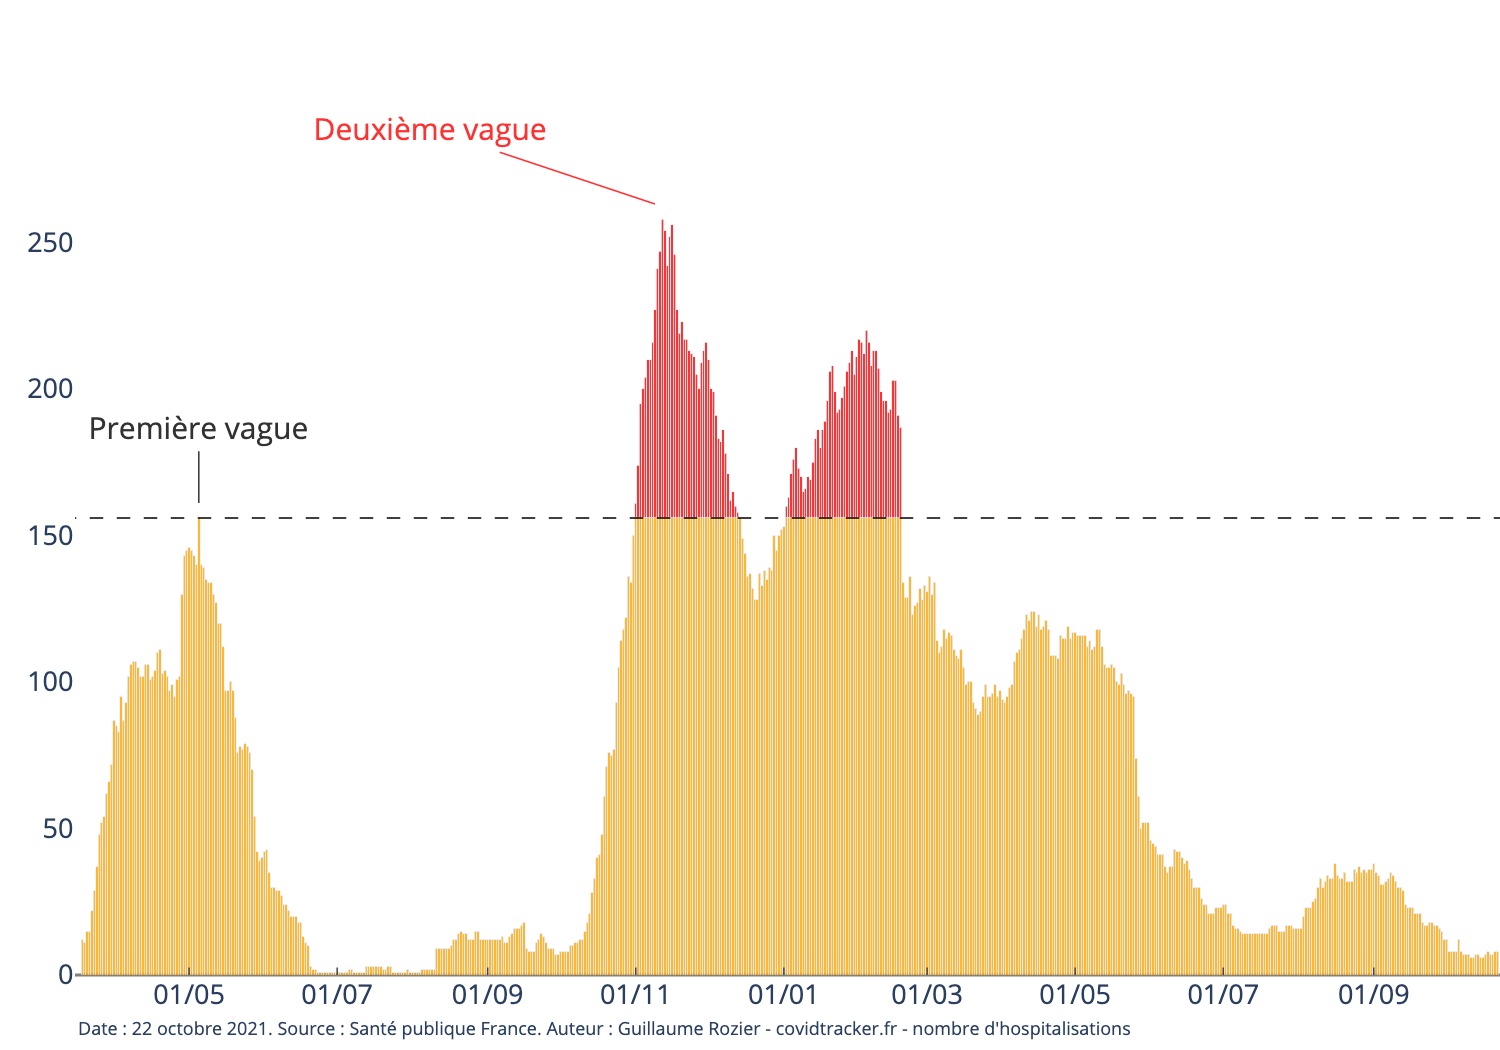 Deuxième vague
250
200
Première vague
150
100
50
0
01/05 01/07 01/09 01/11 01/01 01/03 01/05 01/07 01/09
Date : 22 octobre 2021. Source : Santé publique France. Auteur : Guillaume Rozier - covidtracker.fr - nombre d'hospitalisations